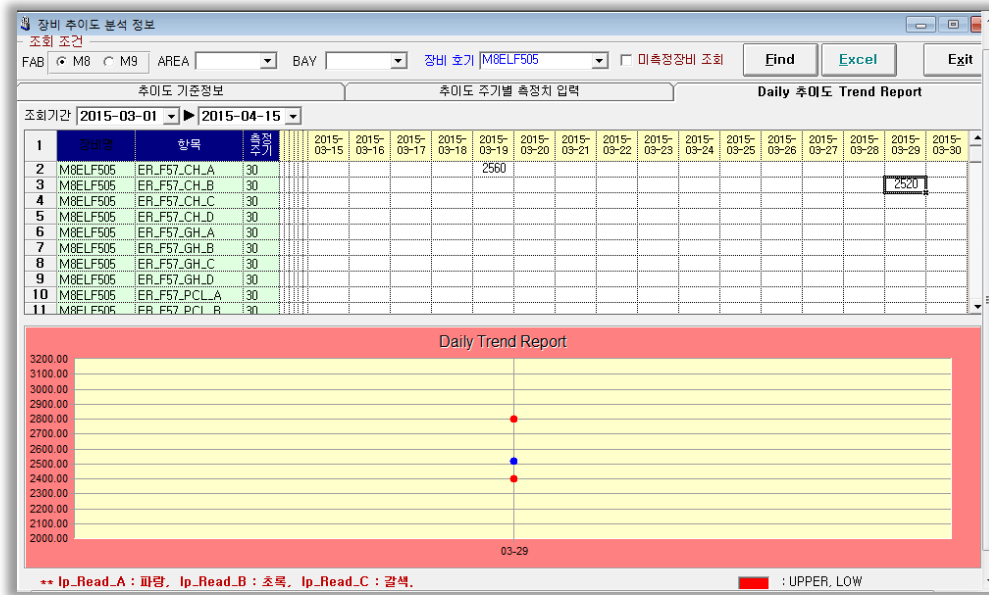 장비 추이도 분석 정보
조회 조건
FAB M8 M9 AREA BAY 장비 호기 M8ELF505 미측정장비 조회 Find Excel Exit
추이도 기준정보 추이도 주기별 측정치 입력 Daily 추이도 Trend Report
조회기간 2015-03-01 ▶ 2015-04-15
1 항목 측정주기 2015-03-15 2015-03-16 2015-03-17 2015-03-18 2015-03-19 2015-03-20 2015-03-21 2015-03-22 2015-03-23 2015-03-24 2015-03-25 2015-03-26 2015-03-27 2015-03-28 2015-03-29 2015-03-30
2 M8ELF505 ER_F57_CH_A 30 2560
3 M8ELF505 ER_F57_CH_B 30 2520
4 M8ELF505 ER_F57_CH_C 30
5 M8ELF505 ER_F57_CH_D 30
6 M8ELF505 ER_F57_GH_A 30
7 M8ELF505 ER_F57_GH_B 30
8 M8ELF505 ER_F57_GH_C 30
9 M8ELF505 ER_F57_GH_D 30
10 M8ELF505 ER_F57_PCL_A 30
11 M8ELF505 ER_F57_PCL_B 30
Daily Trend Report
3200.00
3100.00
3000.00
2900.00
2800.00
2700.00
2600.00
2500.00
2400.00
2300.00
2200.00
2100.00
2000.00
03-29
** Ip_Read_A : 파랑, Ip_Read_B : 초록, Ip_Read_C : 갈색, : UPPER, LOW